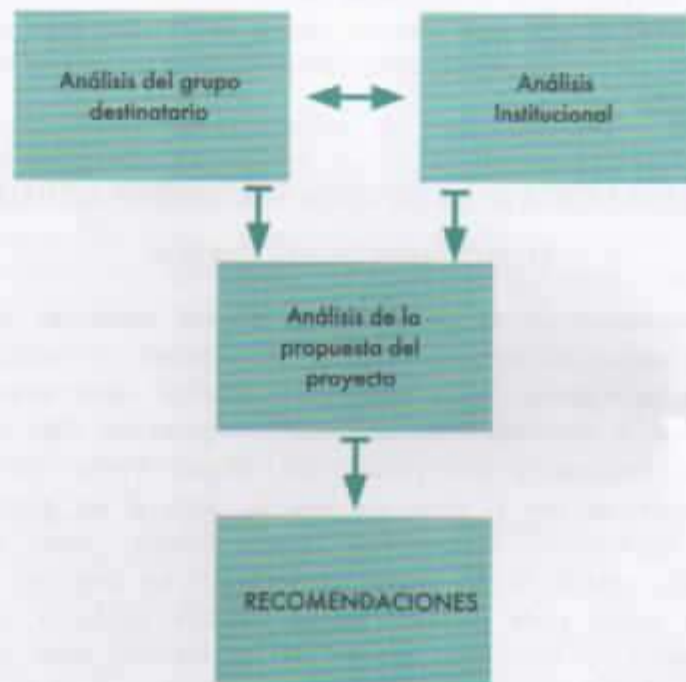 Análisis del grupo
destinatario
Análisis
Institucional
Análisis de la
propuesta del
proyecto
RECOMENDACIONES